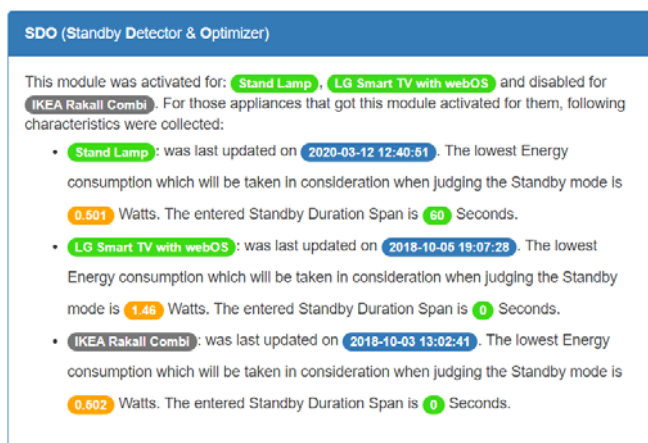 SDO (Standby Detector & Optimizer)
This module was activated for: Stand Lamp, LG Smart TV with webOS and disabled for
IKEA Rakall Combi. For those appliances that got this module activated for them, following
characteristics were collected:
• Stand Lamp: was last updated on 2020-03-12 12:40:51. The lowest Energy
consumption which will be taken in consideration when judging the Standby mode is
0.501 Watts. The entered Standby Duration Span is 60 Seconds.
• LG Smart TV with webOS: was last updated on 2018-10-05 19:07:28. The lowest
Energy consumption which will be taken in consideration when judging the Standby
mode is 1.46 Watts. The entered Standby Duration Span is 0 Seconds.
• IKEA Rakall Combi: was last updated on 2018-10-03 13:02:41. The lowest Energy
consumption which will be taken in consideration when judging the Standby mode is
0.502 Watts. The entered Standby Duration Span is 0 Seconds.